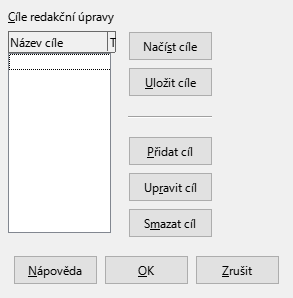 Cíle redakční úpravy
Název cíle T
Načíst cíle
Uložit cíle
Přidat cíl
Upravit cíl
Smazat cíl
Nápověda OK Zrušit